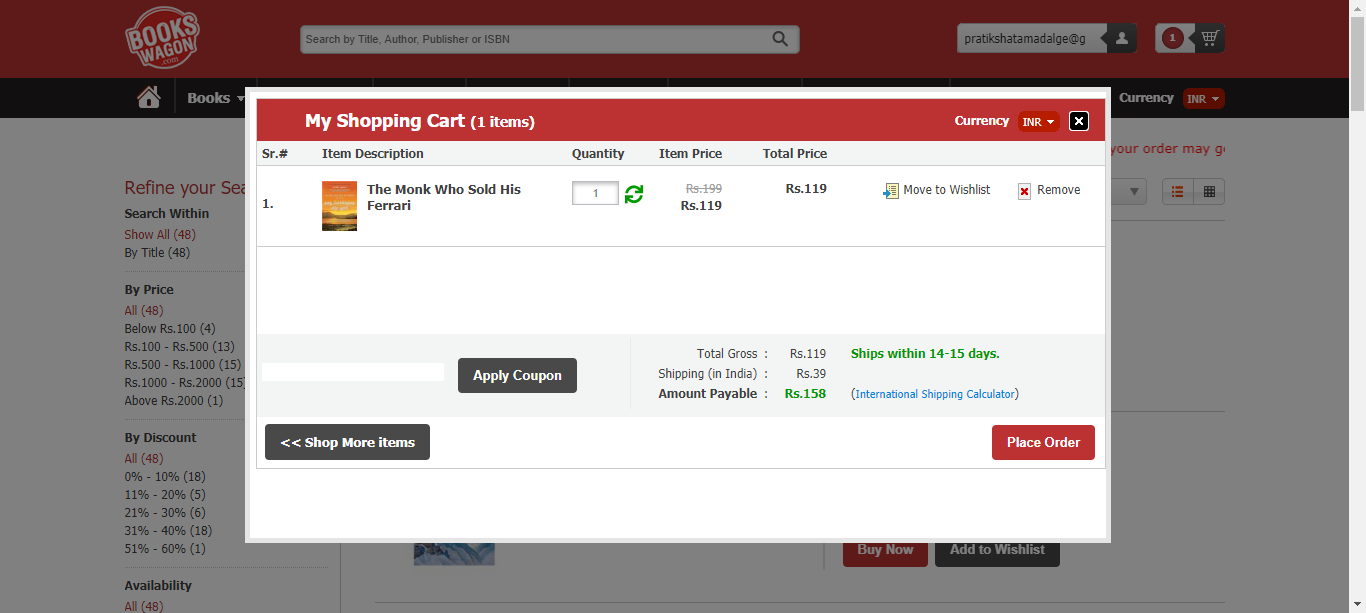 BOOKS
WAGON
.com
Search by Title, Author, Publisher or ISBN
pratikshatamadalge@g
1
Books
Currency
INR
My Shopping Cart (1 items)
Currency
INR
Sr.# Item Description Quantity Item Price Total Price
1.
The Monk Who Sold His
Ferrari
1
Rs.199
Rs.119
Rs.119
Move to Wishlist
Remove
Apply Coupon
Total Gross : Rs.119
Shipping (in India) : Rs.39
Amount Payable : Rs.158
Ships within 14-15 days.
(International Shipping Calculator)
<< Shop More items
Place Order
your order may
Refine your
Search Within
Show All (48)
By Title (48)
By Price
All (48)
Below Rs.100 (4)
Rs.100 - Rs.500 (13)
Rs.500 - Rs.1000 (15)
Rs.1000 - Rs.2000 (15)
Above Rs.2000 (1)
By Discount
All (48)
0% - 10% (18)
11% - 20% (5)
21% - 30% (6)
31% - 40% (18)
51% - 60% (1)
Availability
All (48)
Buy Now
Add to Wishlist